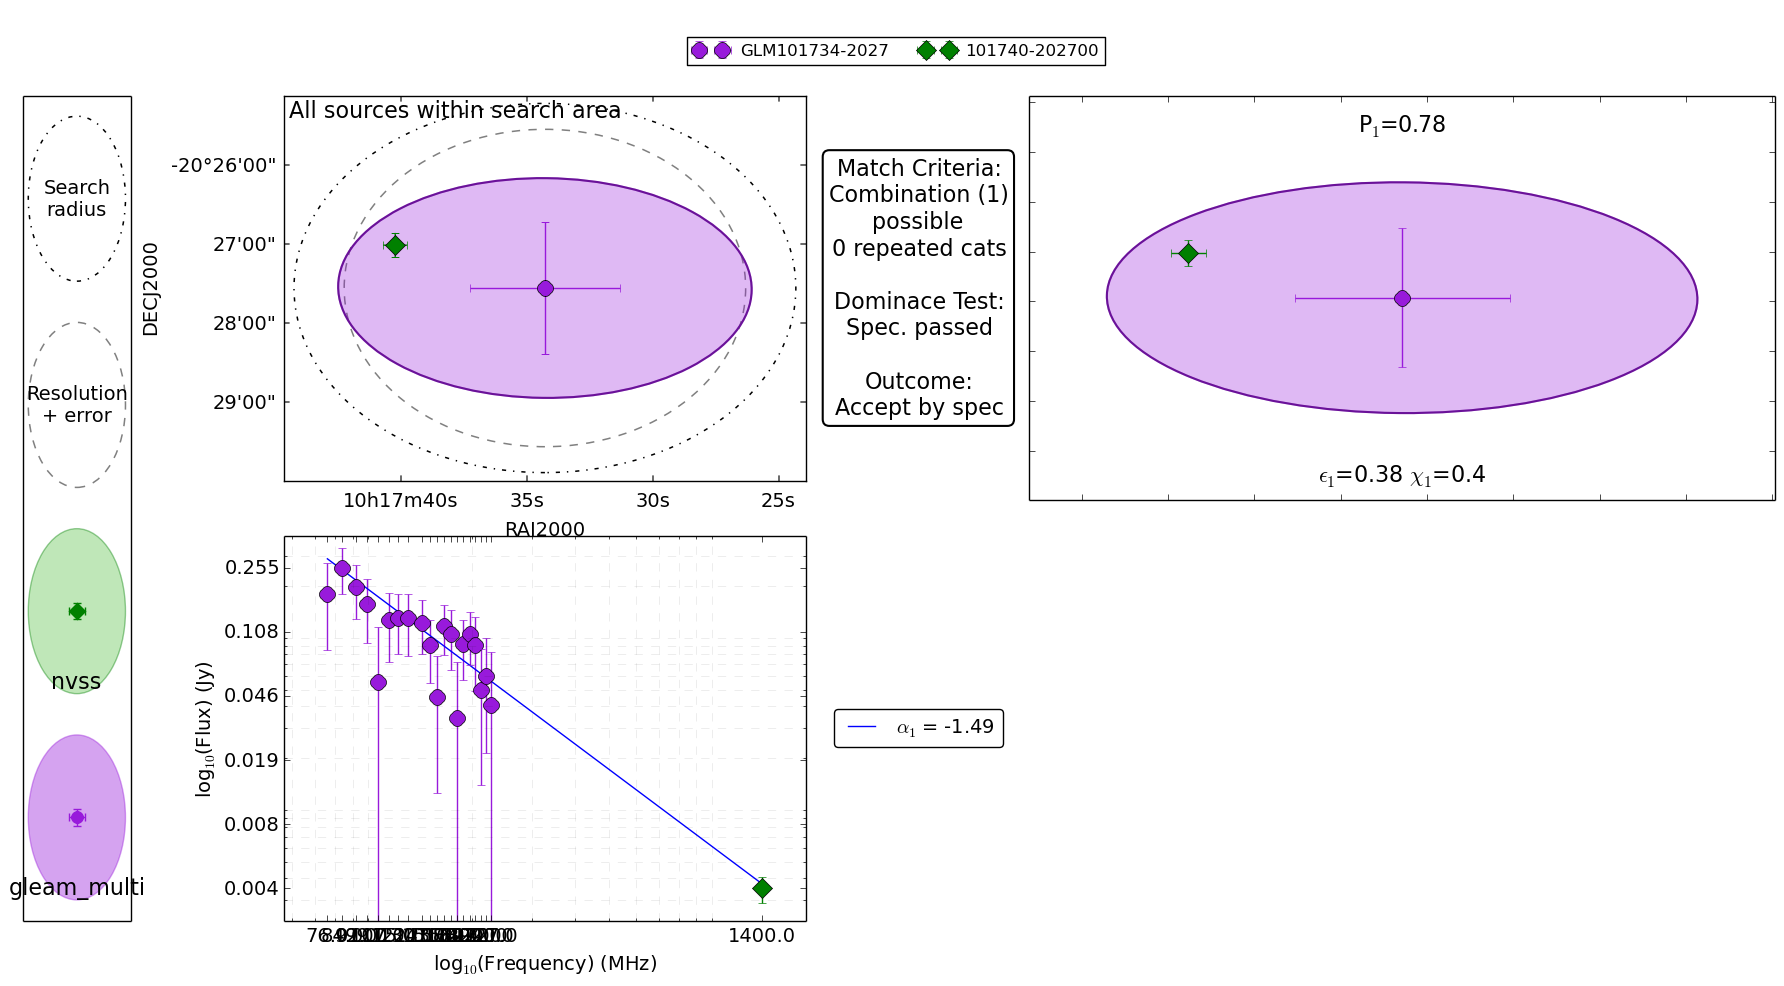 GLM101734-2027
101740-202700
Search
radius
Resolution
+ error
nvss
gleam_multi
All sources within search area
DECJ2000
-20°26'00"
27'00"
28'00"
29'00"
10h17m40s
35s
30s
25s
RAJ2000
Match Criteria:
Combination (1)
possible
0 repeated cats
Dominace Test:
Spec. passed
Outcome:
Accept by spec
P1=0.78
ϵ1=0.38 χ1=0.4
log10(Flux) (Jy)
0.255
0.108
0.046
0.019
0.008
0.004
1400.0
log10(Frequency) (MHz)
α1 = -1.49